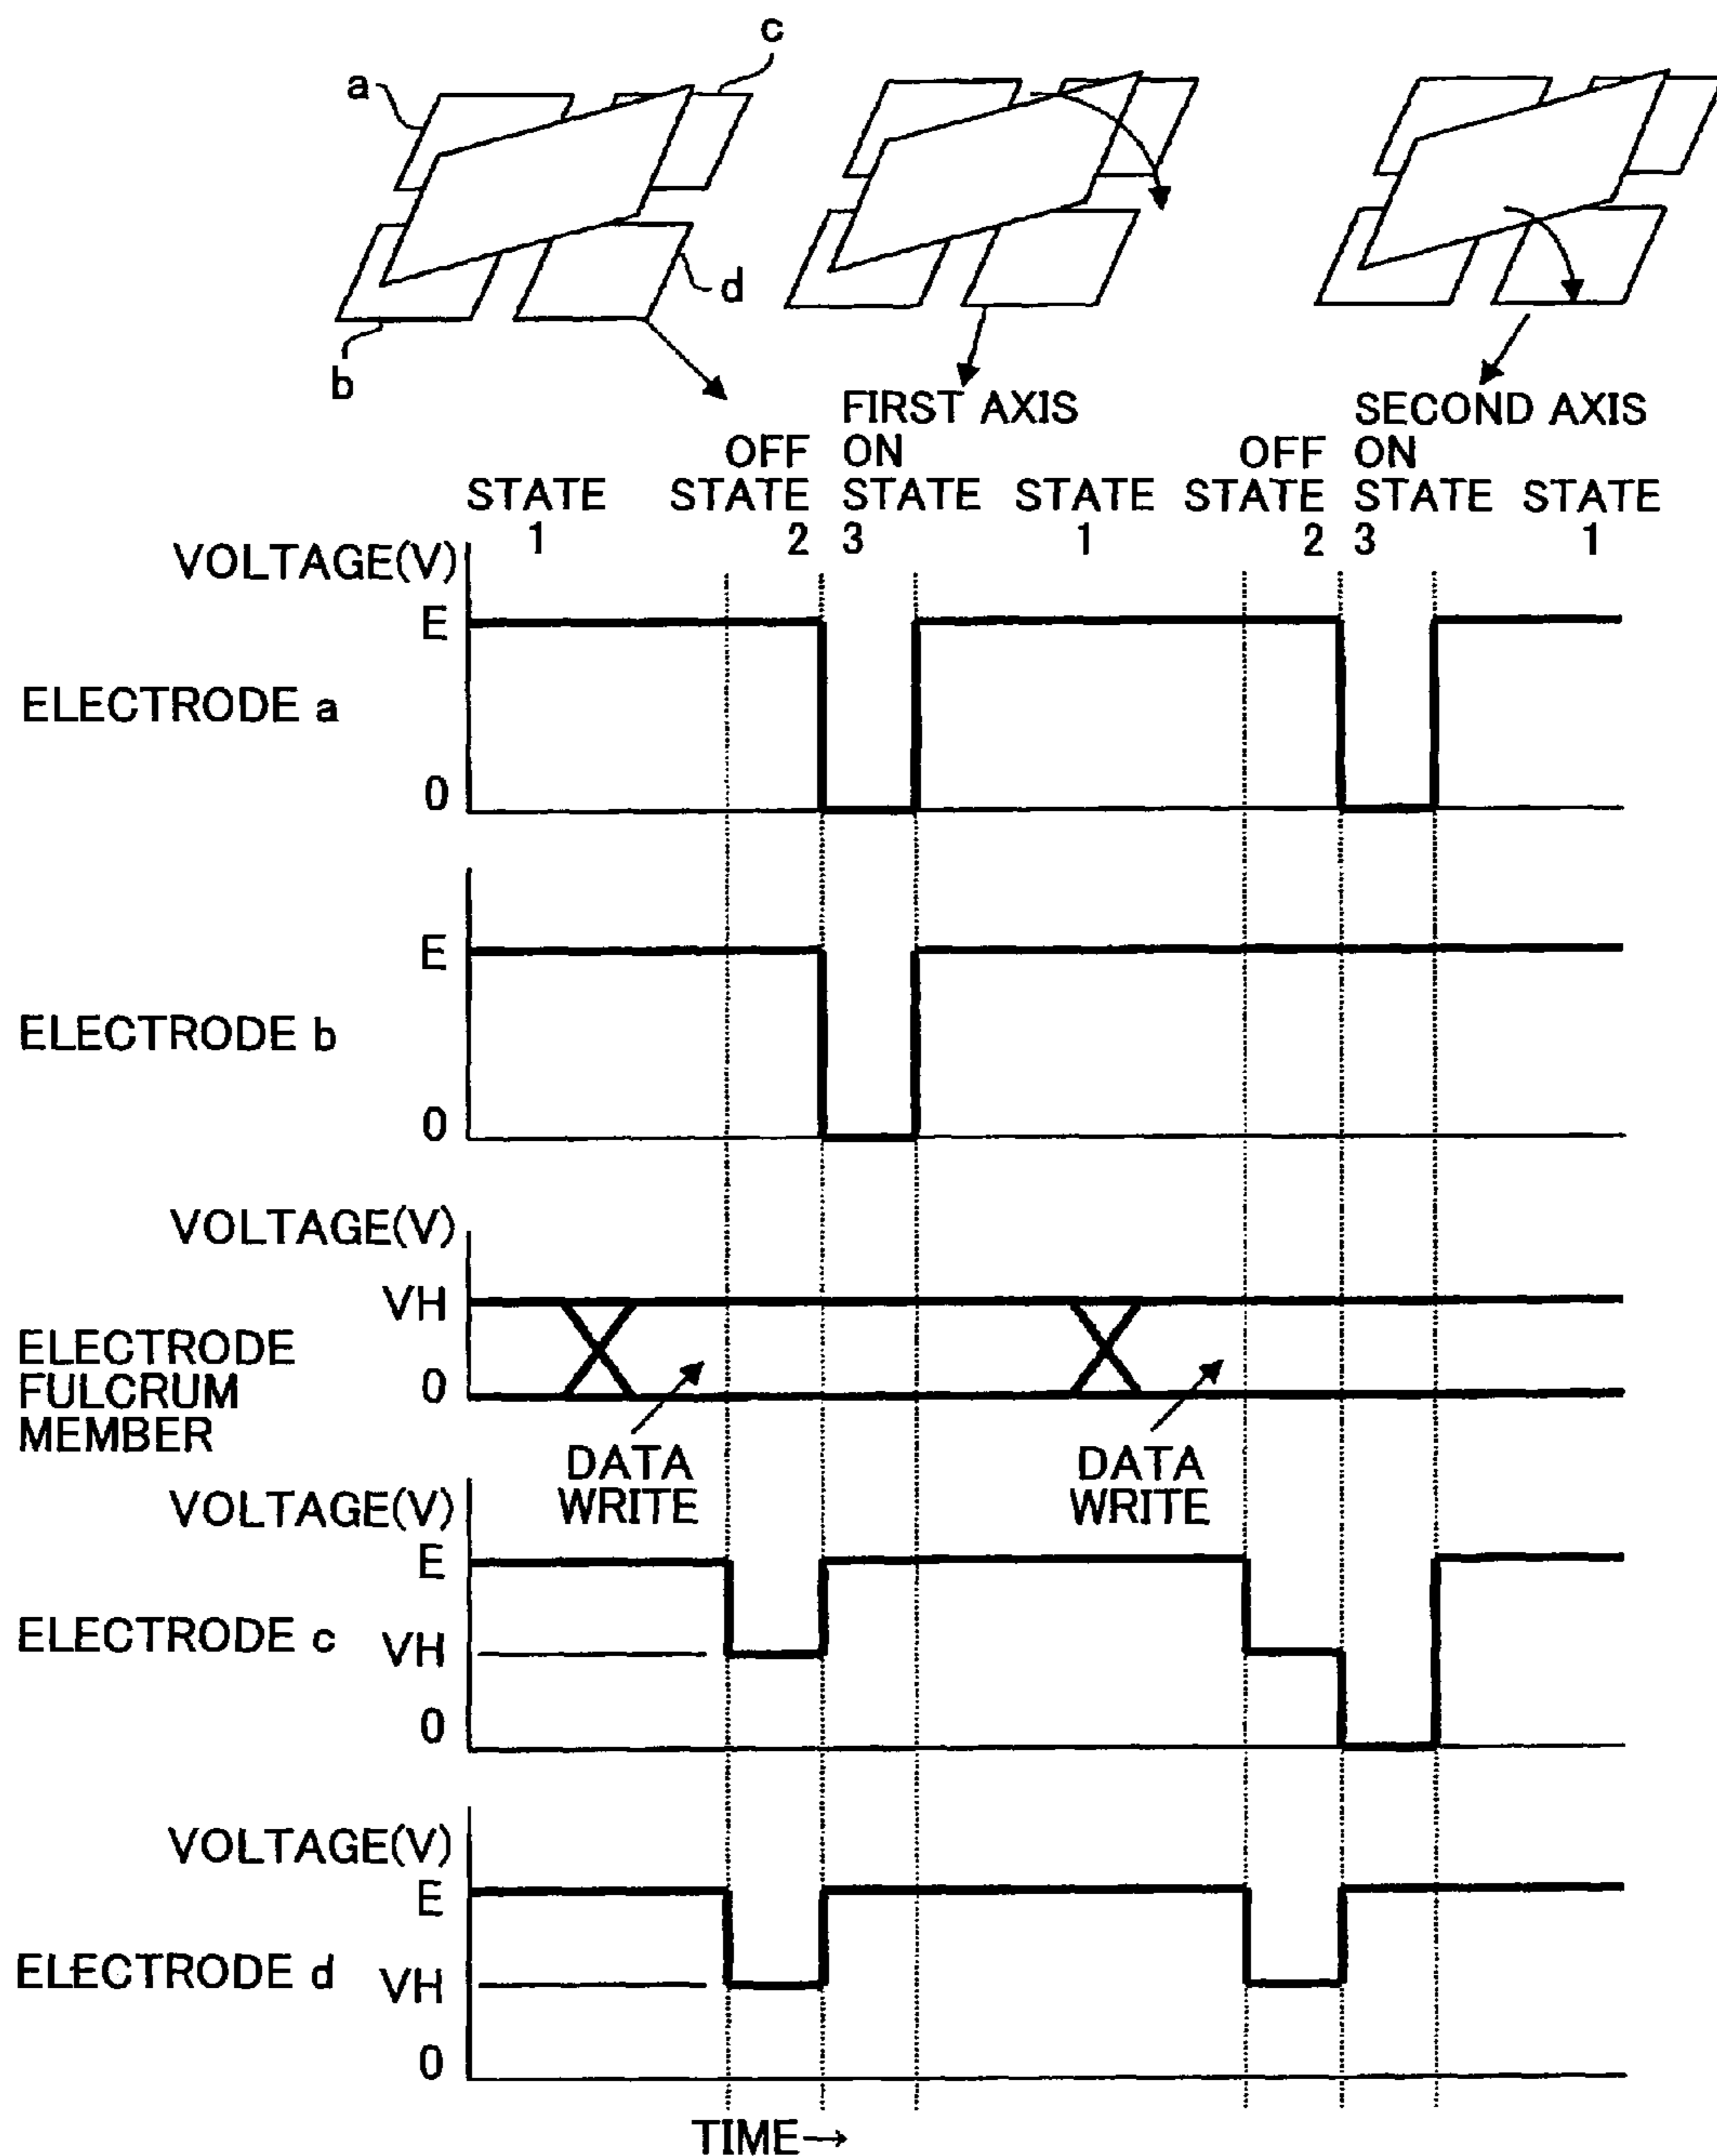 c
a
d
b
FIRST AXIS SECOND AXIS
OFF ON OFF ON
STATE STATE STATE STATE STATE STATE STATE
1 2 3 1 2 3 1
VOLTAGE(V)
E
ELECTRODE a
0
E
ELECTRODE b
0
VOLTAGE(V)
VH
ELECTRODE
FULCRUM
MEMBER
0
DATA DATA
WRITE WRITE
VOLTAGE(V)
E
ELECTRODE c VH
0
VOLTAGE(V)
E
ELECTRODE d VH
0
TIME→